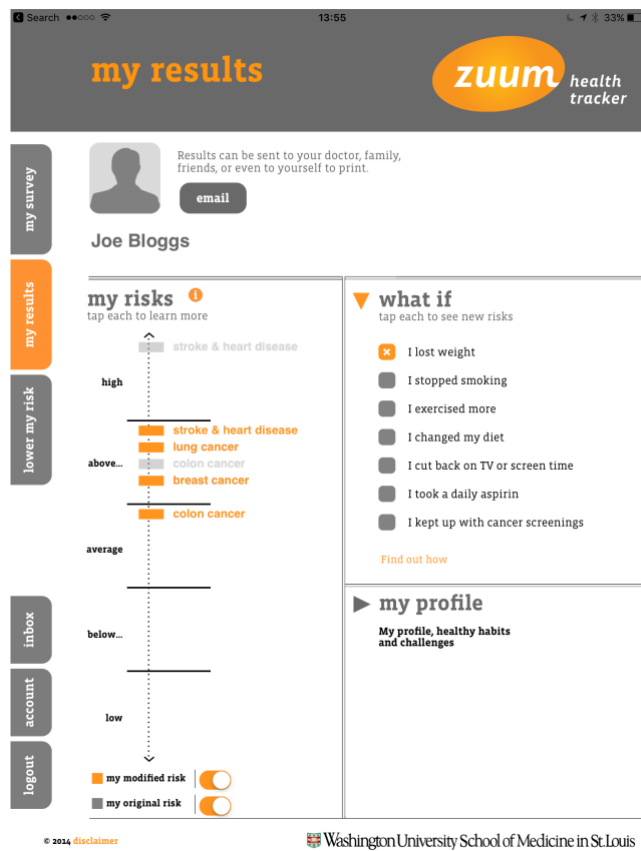 Search
13:55
33%
my results
zuum health
tracker
Results can be sent to your doctor, family,
friends, or even to yourself to print.
email
Joe Bloggs
my survey
my results
lower my risk
inbox
account
logout
my risks i
tap each to learn more
stroke & heart disease
high
stroke & heart disease
lung cancer
above... colon cancer
breast cancer
colon cancer
average
below...
low
my modified risk
my original risk
what if
tap each to see new risks
I lost weight
I stopped smoking
I exercised more
I changed my diet
I cut back on TV or screen time
I took a daily aspirin
I kept up with cancer screenings
Find out how
my profile
My profile, healthy habits
and challenges
© 2014 disclaimer
Washington University School of Medicine in St. Louis